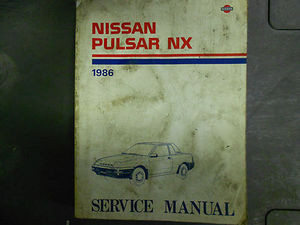 NISSAN
PULSAR NX
1986
SERVICE MANUAL